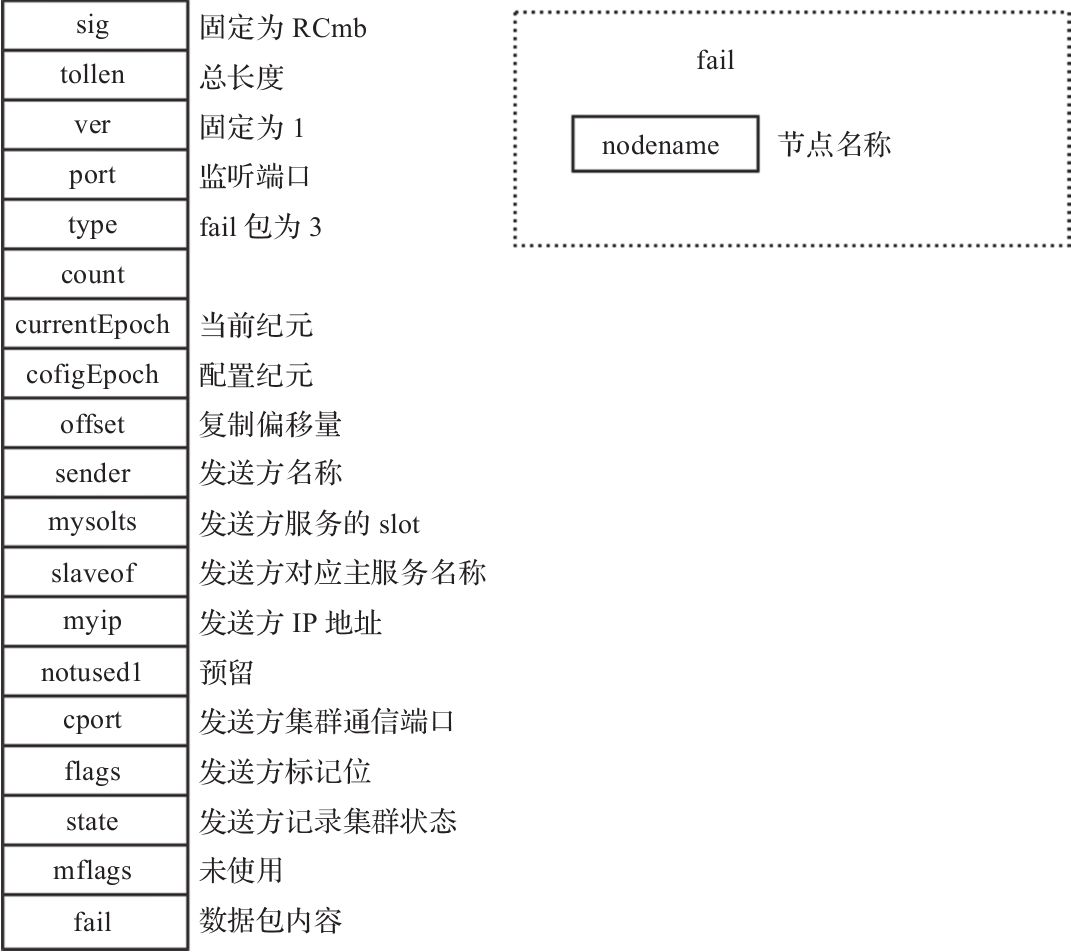 sig 固定为 RCmb
tollen 总长度
ver 固定为 1
port 监听端口
type fail 包为 3
count
currentEpoch 当前纪元
cofigEpoch 配置纪元
offset 复制偏移量
sender 发送方名称
mysolts 发送方服务的 slot
slaveof 发送方对应主服务名称
myip 发送方 IP 地址
notused1 预留
cport 发送方集群通信端口
flags 发送方标记位
state 发送方记录集群状态
mflags 未使用
fail 数据包内容
fail
nodename 节点名称